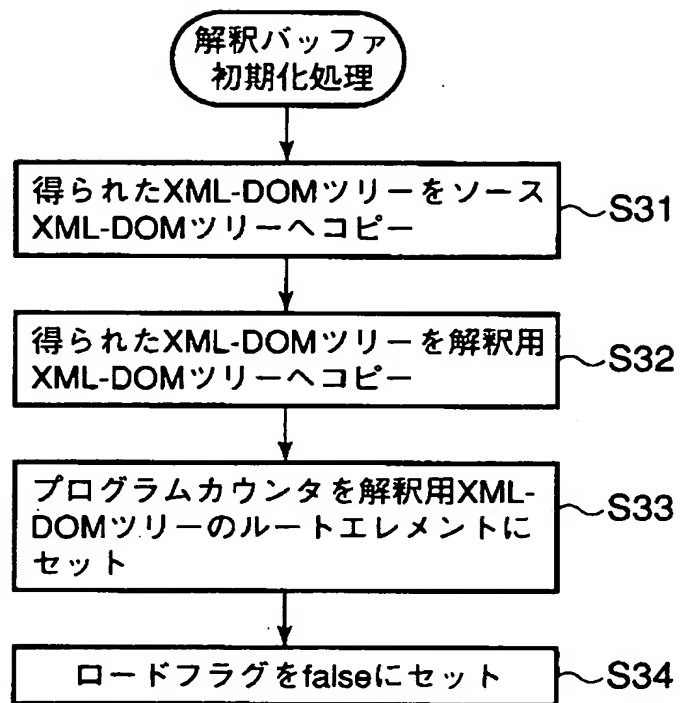 解釈バッファ
初期化処理
得られたXML-DOMツリーをソース
XML-DOMツリーへコピー
S31
得られたXML-DOMツリーを解釈用
XML-DOMツリーへコピー
S32
プログラムカウンタを解釈用XML-
DOMツリーのルートエレメントに
セット
S33
ロードフラグをfalseにセット
S34